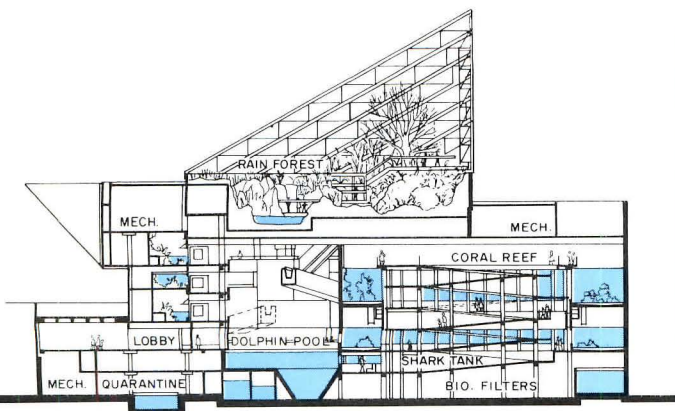 RAIN FOREST
MECH.
MECH.
CORAL REEF
LOBBY
DOLPHIN POOL
SHARK TANK
MECH.
QUARANTINE
BIO. FILTERS